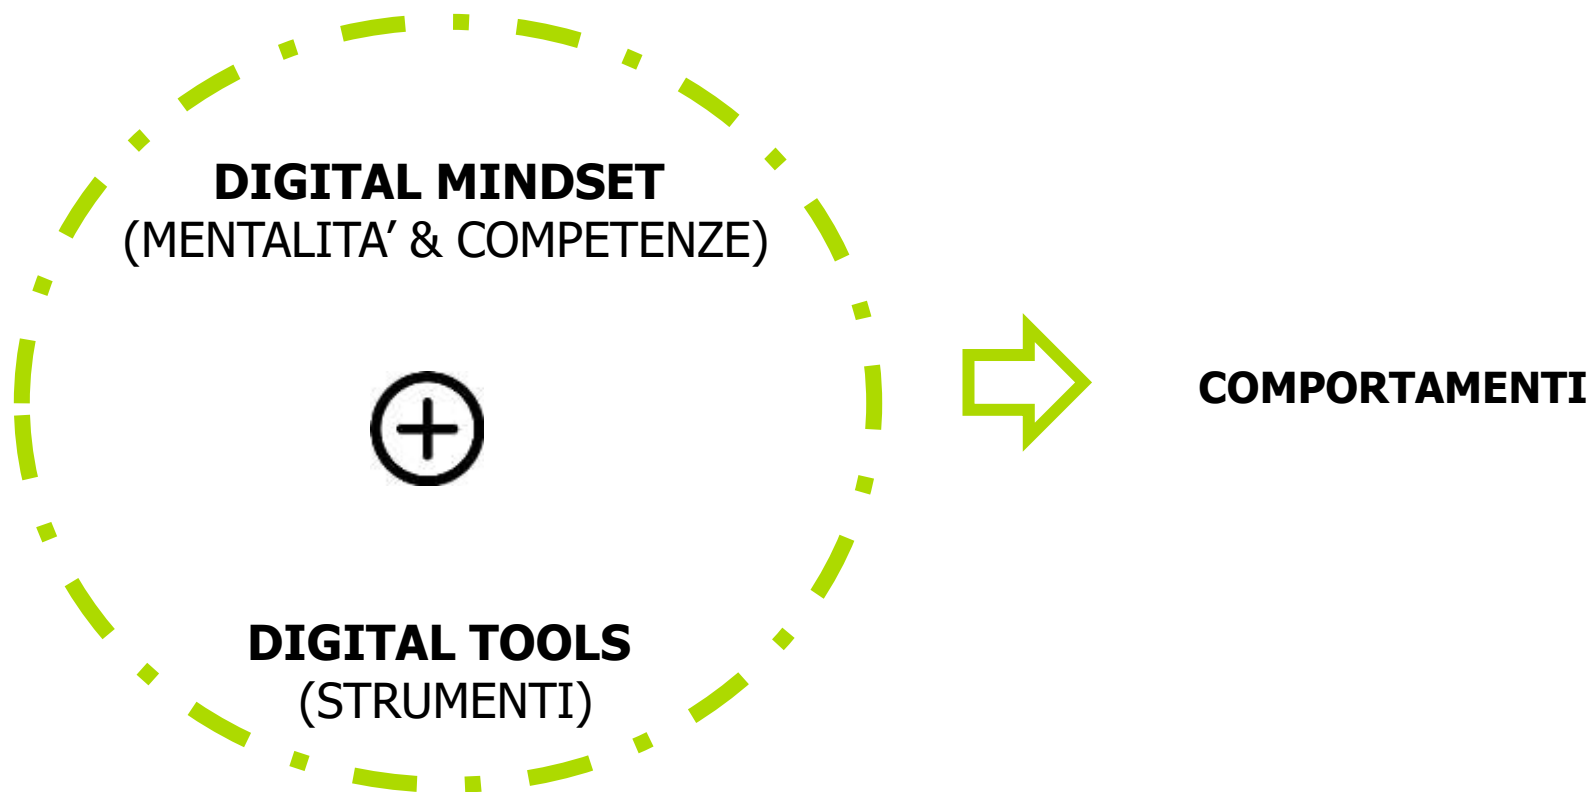 DIGITAL MINDSET
(MENTALITA’ & COMPETENZE)
COMPORTAMENTI
DIGITAL TOOLS
(STRUMENTI)